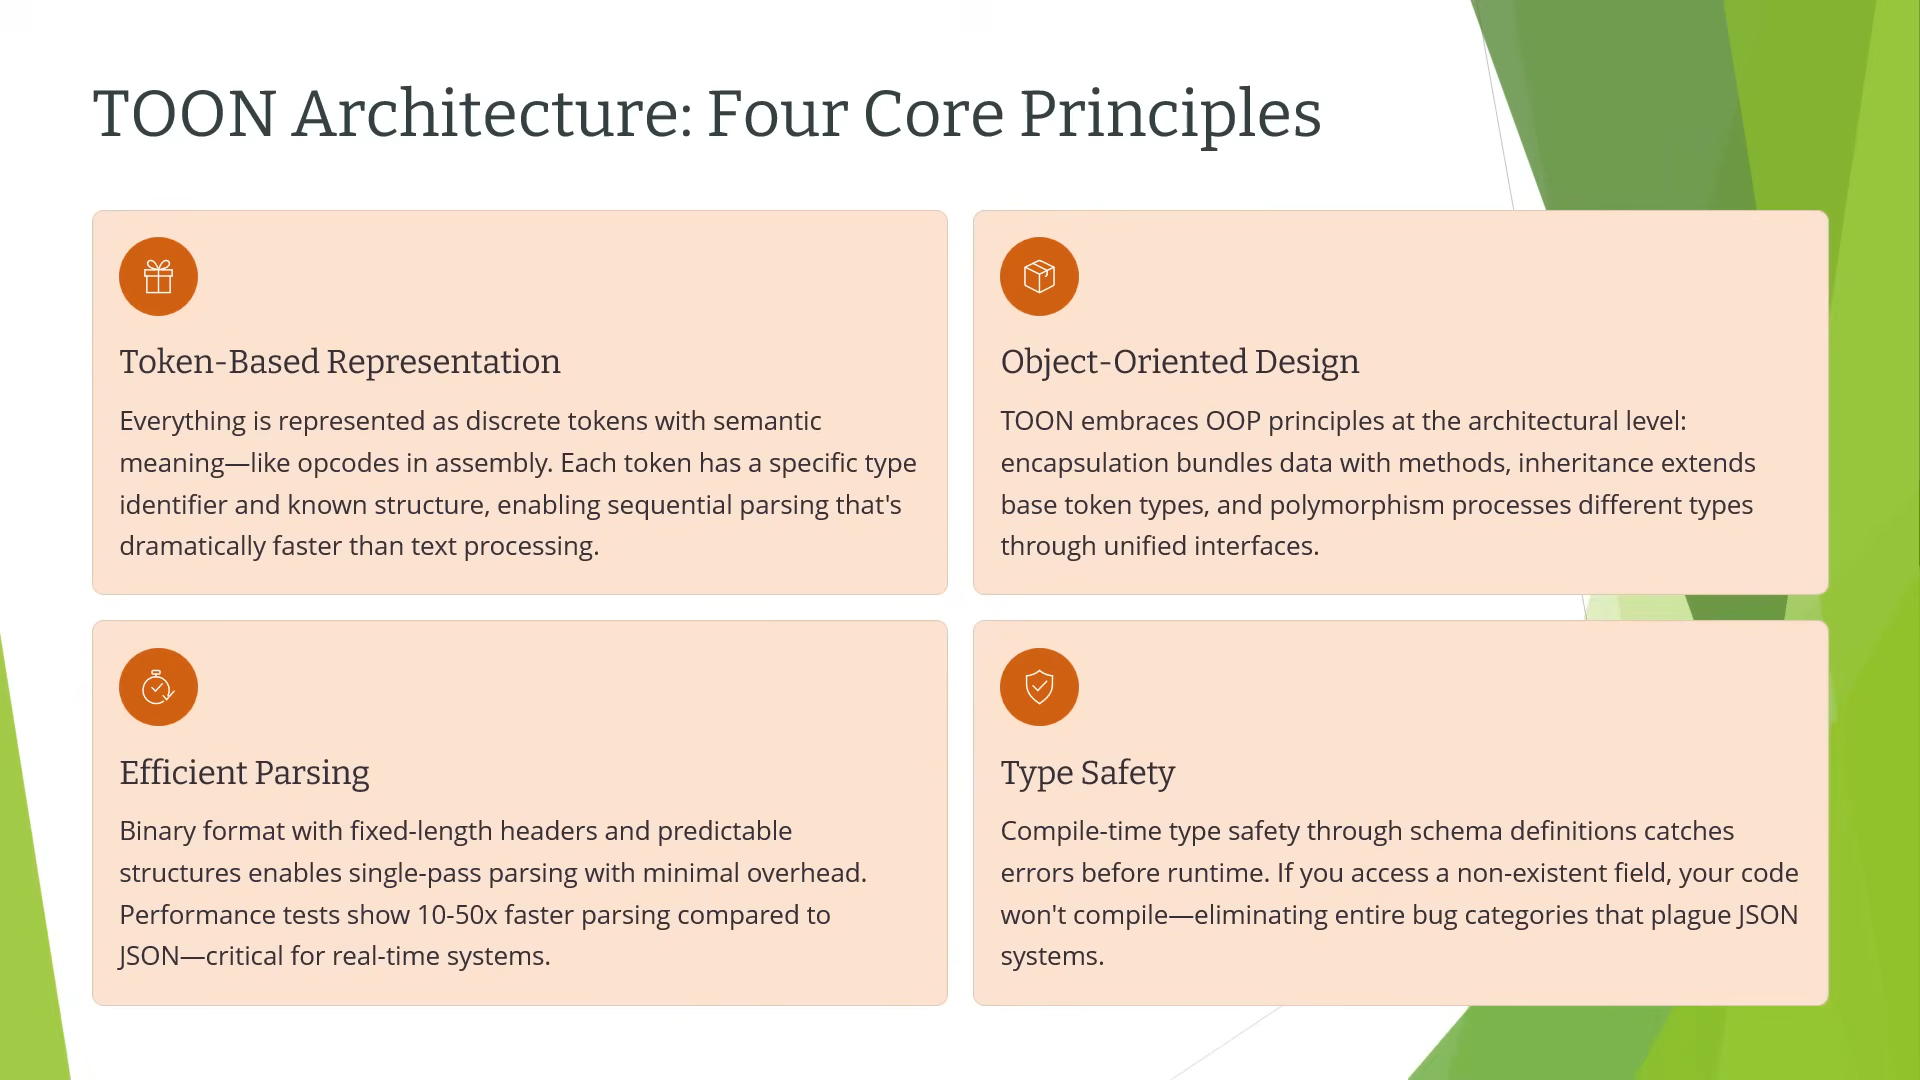 TOON Architecture: Four Core Principles
Token-Based Representation
Everything is represented as discrete tokens with semantic
meaning—like opcodes in assembly. Each token has a specific type
identifier and known structure, enabling sequential parsing that's
dramatically faster than text processing.
Object-Oriented Design
TOON embraces OOP principles at the architectural level:
encapsulation bundles data with methods, inheritance extends
base token types, and polymorphism processes different types
through unified interfaces.
Efficient Parsing
Binary format with fixed-length headers and predictable
structures enables single-pass parsing with minimal overhead.
Performance tests show 10-50x faster parsing compared to
JSON—critical for real-time systems.
Type Safety
Compile-time type safety through schema definitions catches
errors before runtime. If you access a non-existent field, your code
won't compile—eliminating entire bug categories that plague JSON
systems.